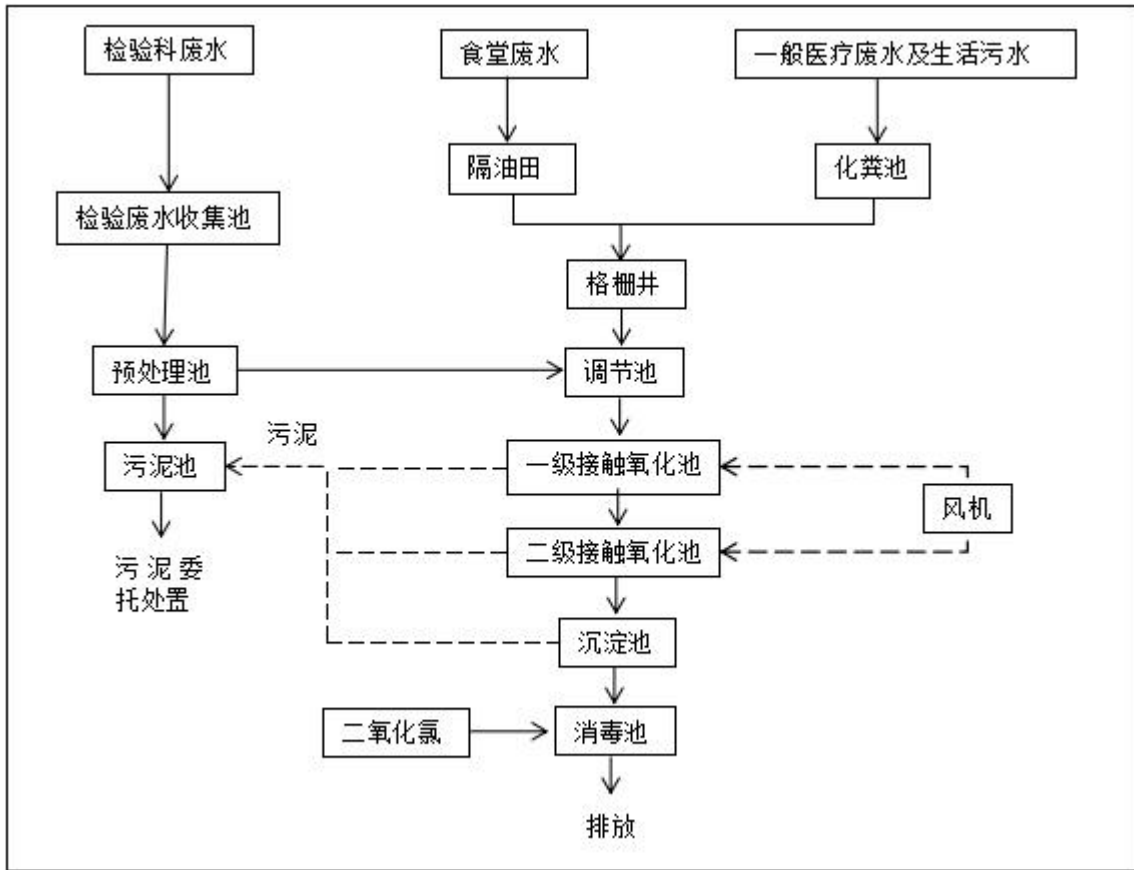 检验科废水
食堂废水
一般医疗废水及生活污水
隔油田
化粪池
检验废水收集池
格栅井
预处理池
调节池
污泥
污泥池
一级接触氧化池
风机
二级接触氧化池
污泥委
托处置
沉淀池
二氧化氯
消毒池
排放